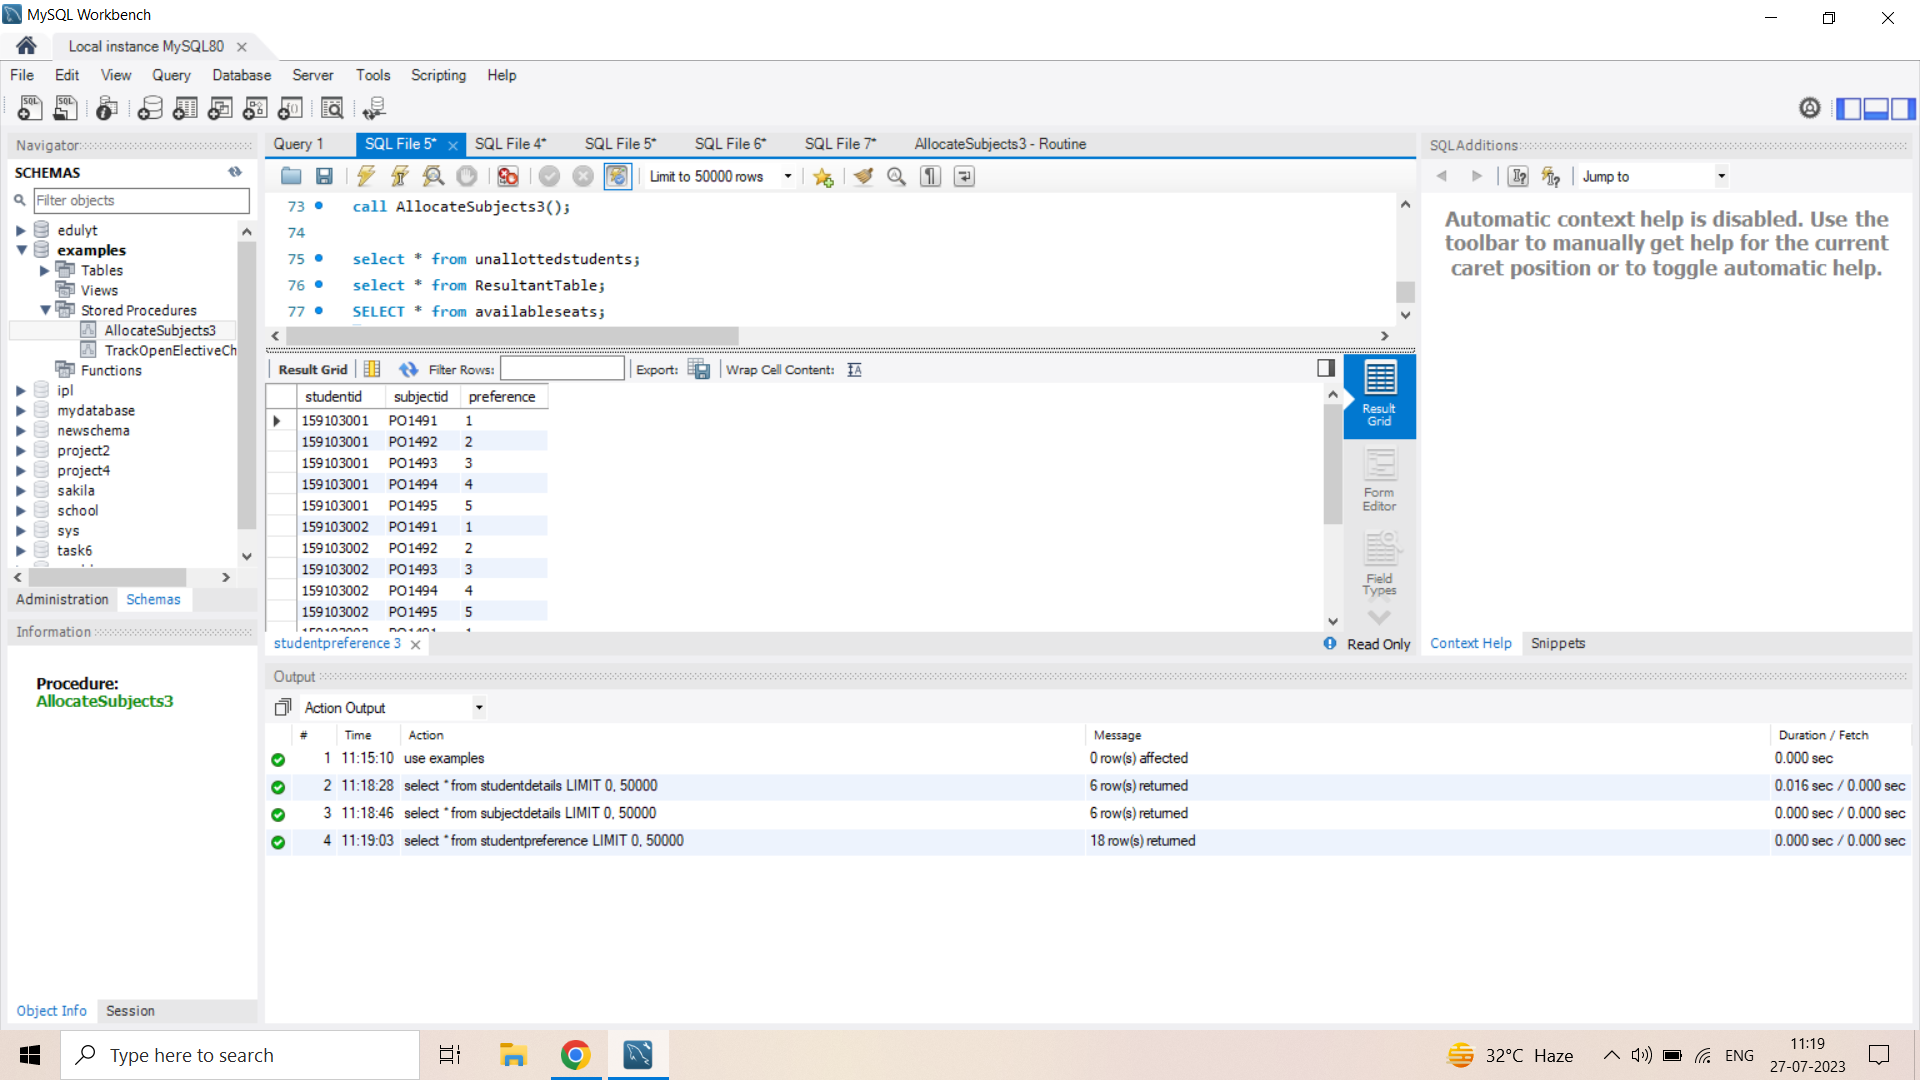 MySQL Workbench
Local instance MySQL80
File Edit View Query Database Server Tools Scripting Help
Navigator
SCHEMAS
Filter objects
edulyt
examples
Tables
Views
Stored Procedures
AllocateSubjects3
TrackOpenElectiveCh
Functions
ipl
mydatabase
newschema
project2
project4
sakila
school
sys
task6
Administration Schemas
Information
Procedure:
AllocateSubjects3
Object Info Session
Query 1 SQL File 5* SQL File 4* SQL File 5* SQL File 6* SQL File 7* AllocateSubjects3 - Routine
Limit to 50000 rows
73 call AllocateSubjects3();
74
75 select * from unallottedstudents;
76 select * from ResultantTable;
77 SELECT * from availableseats;
Result Grid Filter Rows: Export: Wrap Cell Content:
studentid subjectid preference
159103001 PO1491 1
159103001 PO1492 2
159103001 PO1493 3
159103001 PO1494 4
159103001 PO1495 5
159103002 PO1491 1
159103002 PO1492 2
159103002 PO1493 3
159103002 PO1494 4
159103002 PO1495 5
Result
Grid
Form
Editor
Field
Types
studentpreference 3
Read Only
SQLAdditions
Jump to
Automatic context help is disabled. Use the
toolbar to manually get help for the current
caret position or to toggle automatic help.
Context Help Snippets
Output
Action Output
# Time Action Message Duration / Fetch
1 11:15:10 use examples 0 row(s) affected 0.000 sec
2 11:18:28 select * from studentdetails LIMIT 0, 50000 6 row(s) returned 0.016 sec / 0.000 sec
3 11:18:46 select * from subjectdetails LIMIT 0, 50000 6 row(s) returned 0.000 sec / 0.000 sec
4 11:19:03 select * from studentpreference LIMIT 0, 50000 18 row(s) returned 0.000 sec / 0.000 sec
Type here to search
32°C Haze
ENG
11:19
27-07-2023